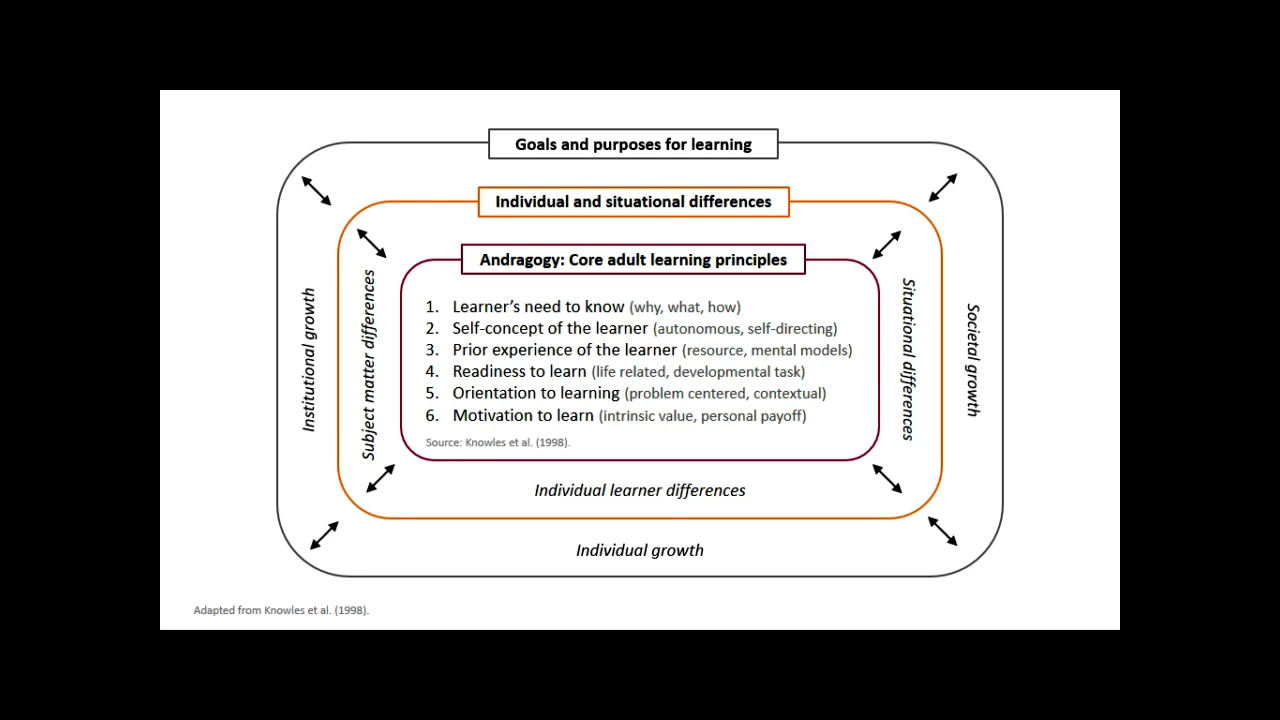 Goals and purposes for learning
Individual and situational differences
Andragogy: Core adult learning principles
Institutional growth
Subject matter differences
1. Learner’s need to know (why, what, how)
2. Self-concept of the learner (autonomous, self-directing)
3. Prior experience of the learner (resource, mental models)
4. Readiness to learn (life related, developmental task)
5. Orientation to learning (problem centered, contextual)
6. Motivation to learn (intrinsic value, personal payoff)
Source: Knowles et al. (1998).
Situational differences
Societal growth
Individual learner differences
Individual growth
Adapted from Knowles et al. (1998).